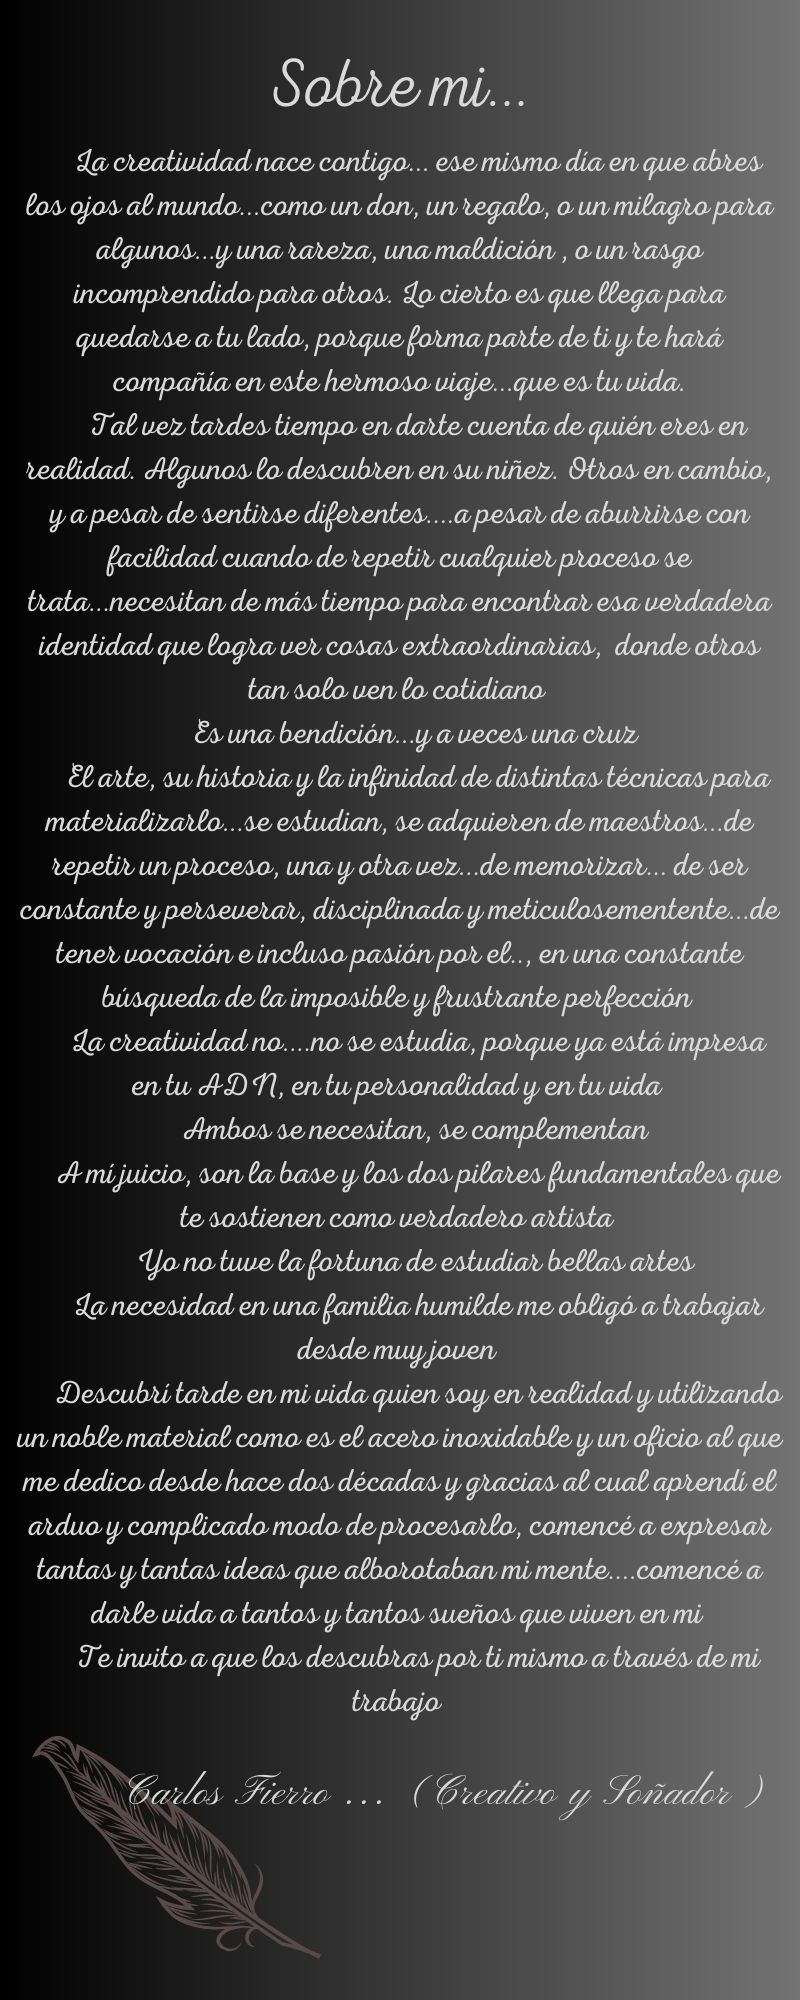 Sobre mi...
La creatividad nace contigo... ese mismo día en que abres
los ojos al mundo...como un don, un regalo, o un milagro para
algunos...y una rareza, una maldición , o un rasgo
incomprendido para otros. Lo cierto es que llega para
quedarse a tu lado, porque forma parte de ti y te hará
compañía en este hermoso viaje...que es tu vida.
Tal vez tardes tiempo en darte cuenta de quién eres en
realidad. Algunos lo descubren en su niñez. Otros en cambio,
y a pesar de sentirse diferentes....a pesar de aburrirse con
facilidad cuando de repetir cualquier proceso se
trata...necesitan de más tiempo para encontrar esa verdadera
identidad que logra ver cosas extraordinarias,  donde otros
tan solo ven lo cotidiano
Es una bendición...y a veces una cruz
El arte, su historia y la infinidad de distintas técnicas para
materializarlo...se estudian, se adquieren de maestros...de
repetir un proceso, una y otra vez...de memorizar... de ser
constante y perseverar, disciplinada y meticulosementente...de
tener vocación e incluso pasión por el.., en una constante
búsqueda de la imposible y frustrante perfección
La creatividad no....no se estudia, porque ya está impresa
en tu ADN, en tu personalidad y en tu vida
Ambos se necesitan, se complementan
A mí juicio, son la base y los dos pilares fundamentales que
te sostienen como verdadero artista
Yo no tuve la fortuna de estudiar bellas artes
La necesidad en una familia humilde me obligó a trabajar
desde muy joven
Descubrí tarde en mi vida quien soy en realidad y utilizando
un noble material como es el acero inoxidable y un oficio al que
me dedico desde hace dos décadas y gracias al cual aprendí el
arduo y complicado modo de procesarlo, comencé a expresar
tantas y tantas ideas que alborotaban mi mente....comencé a
darle vida a tantos y tantos sueños que viven en mi
Te invito a que los descubras por ti mismo a través de mi
trabajo
Carlos Fierro ... ( Creativo y Soñador )